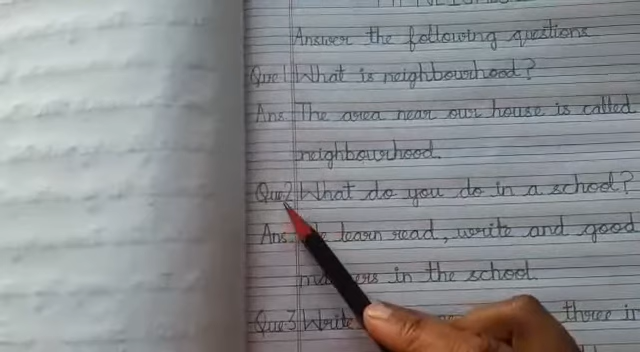 Answer the following questions
Que1 What is neighbourhood?
Ans The area near our house is called
neighbourhood.
Que2 What do you do in a school?
Ans We learn read, write and good
manners in the school.
Que3 Write three in